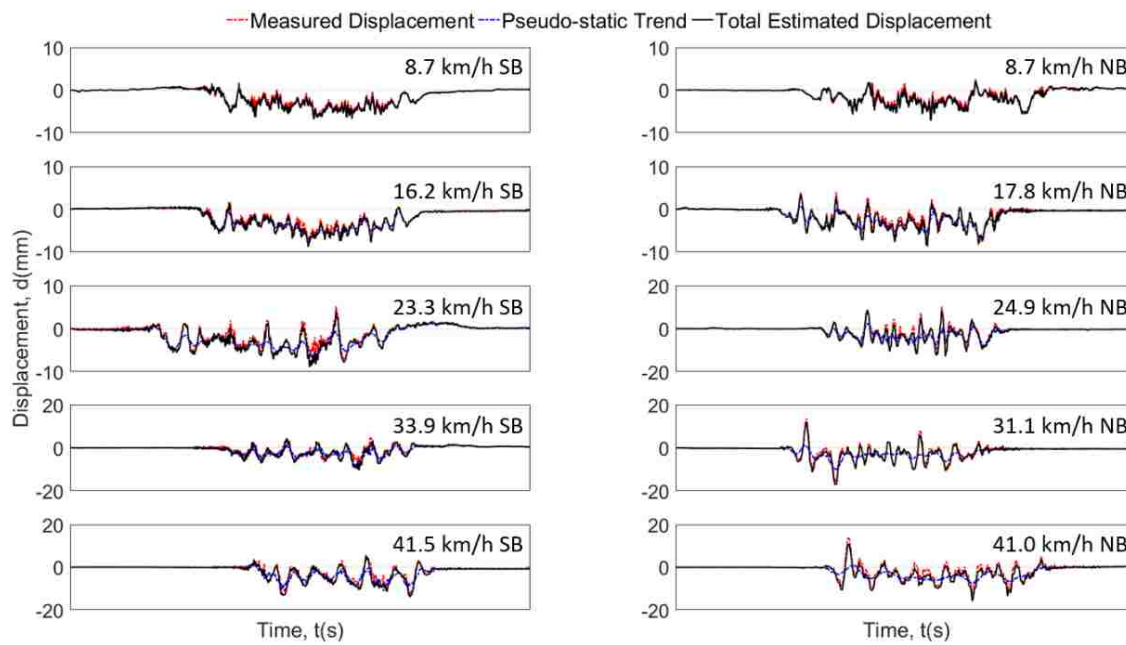 Measured Displacement Pseudo-static Trend Total Estimated Displacement
10
0
-10
8.7 km/h SB
10
0
-10
8.7 km/h NB
10
0
-10
16.2 km/h SB
10
0
-10
17.8 km/h NB
10
0
-10
23.3 km/h SB
20
0
-20
24.9 km/h NB
20
0
-20
33.9 km/h SB
20
0
-20
31.1 km/h NB
20
0
-20
41.5 km/h SB
20
0
-20
41.0 km/h NB
Displacement, d(mm)
Time, t(s)
Time, t(s)